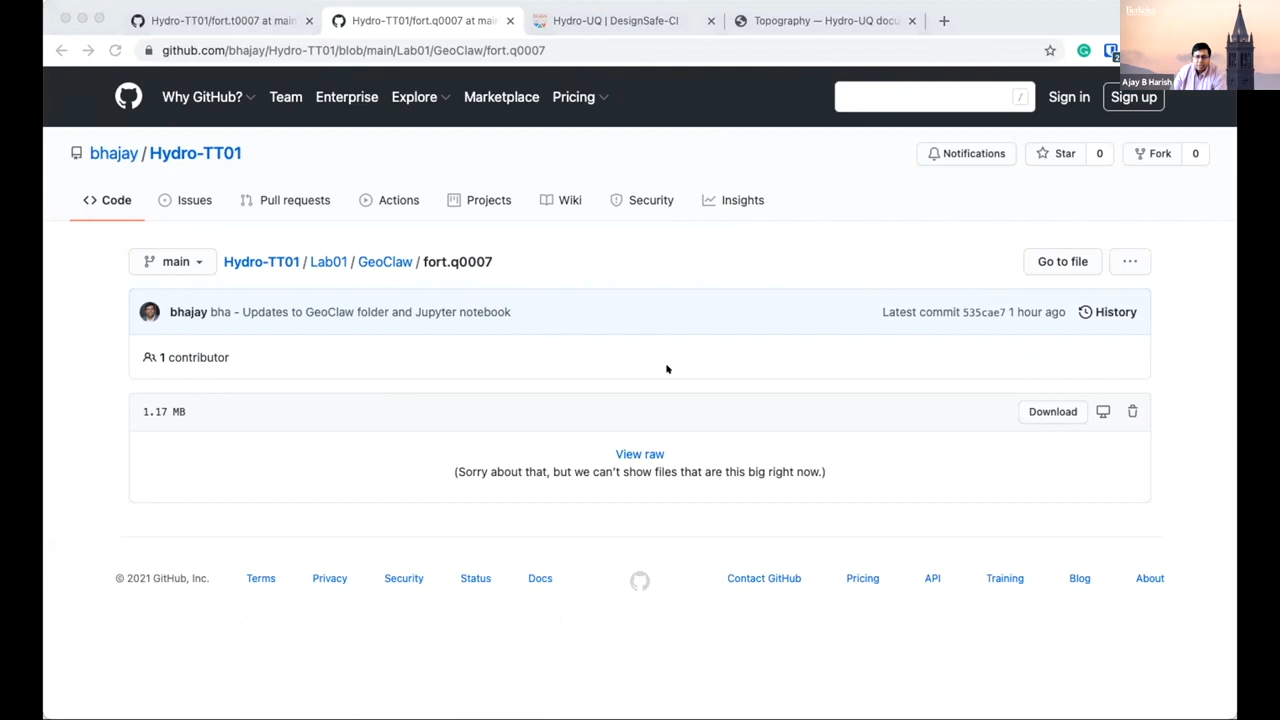 Hydro-TT01/fort.t0007 at main
Hydro-TT01/fort.q0007 at mai
Hydro-UQ | DesignSafe-CI
Topography — Hydro-UQ docu
github.com/bhajay/Hydro-TT01/blob/main/Lab01/GeoClaw/fort.q0007
2
Berkeley
Ajay B Harish
Why GitHub?
Team
Enterprise
Explore
Marketplace
Pricing
/
Sign in
Sign up
bhajay / Hydro-TT01
Notifications
Star 0
Fork 0
<> Code
Issues
Pull requests
Actions
Projects
Wiki
Security
Insights
main
Hydro-TT01 / Lab01 / GeoClaw / fort.q0007
Go to file
...
bhajay bha - Updates to GeoClaw folder and Jupyter notebook
Latest commit 535cae7 1 hour ago
History
1 contributor
1.17 MB
Download
View raw
(Sorry about that, but we can't show files that are this big right now.)
© 2021 GitHub, Inc.
Terms
Privacy
Security
Status
Docs
Contact GitHub
Pricing
API
Training
Blog
About